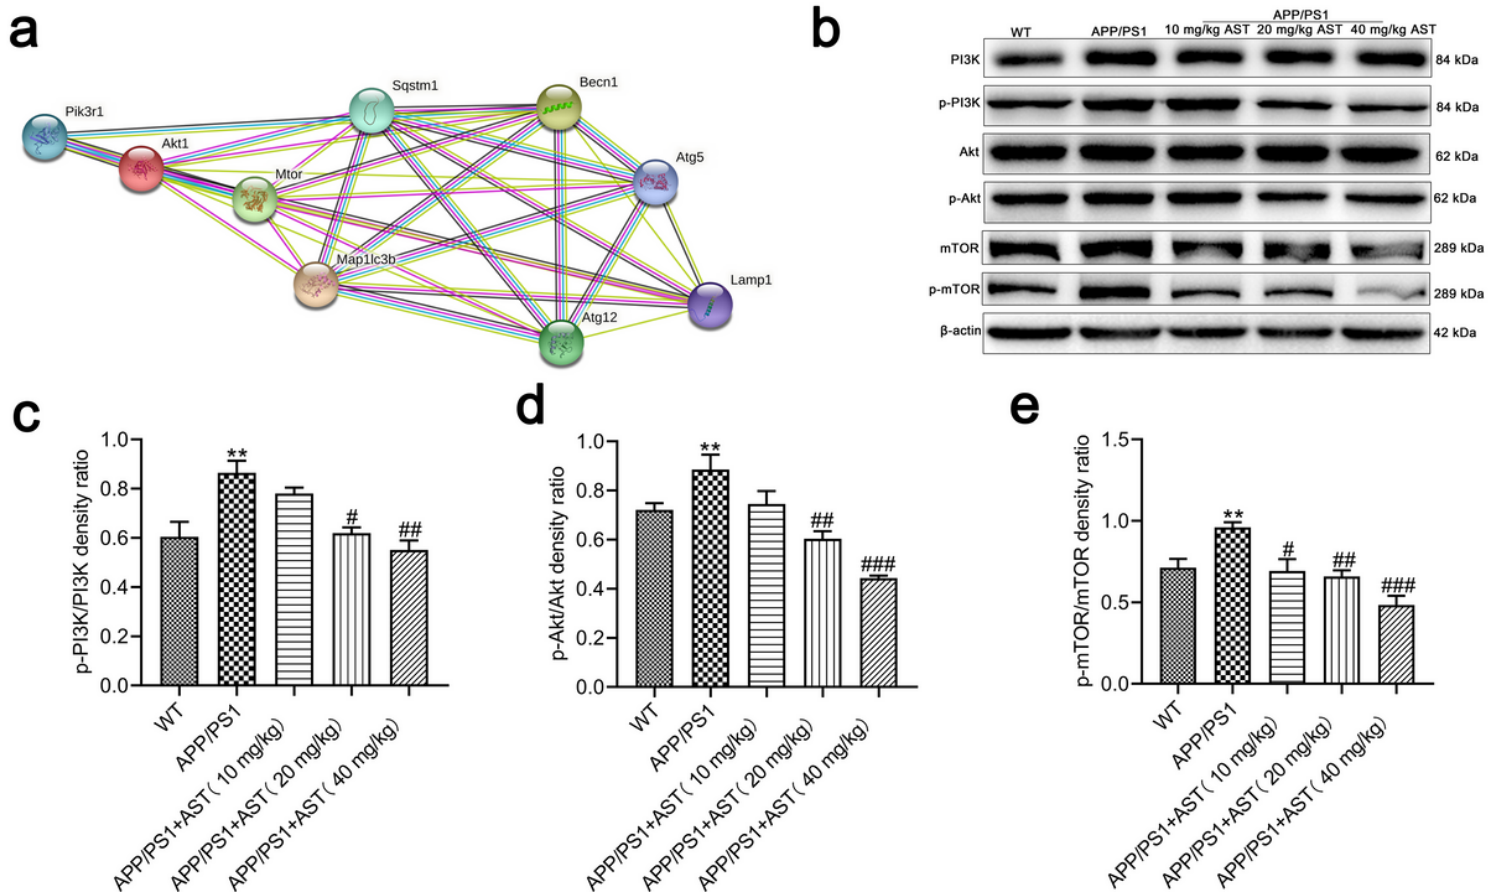 a
Pik3r1
Akt1
Mtor
Sqstm1
Becn1
Atg5
Map1lc3b
Lamp1
Atg12
b
APP/PS1
WT APP/PS1 10 mg/kg AST 20 mg/kg AST 40 mg/kg AST
PI3K 84 kDa
p-PI3K 84 kDa
Akt 62 kDa
p-Akt 62 kDa
mTOR 289 kDa
p-mTOR 289 kDa
β-actin 42 kDa
c
p-PI3K/PI3K density ratio
1.0
0.8
0.6
0.4
0.2
0.0
**
#
##
WT
APP/PS1
APP/PS1+AST( 10 mg/kg)
APP/PS1+AST( 20 mg/kg)
APP/PS1+AST( 40 mg/kg)
d
p-Akt/Akt density ratio
1.0
0.8
0.6
0.4
0.2
0.0
**
##
###
WT
APP/PS1
APP/PS1+AST( 10 mg/kg)
APP/PS1+AST( 20 mg/kg)
APP/PS1+AST( 40 mg/kg)
e
p-mTOR/mTOR density ratio
1.5
1.0
0.5
0.0
**
#
##
###
WT
APP/PS1
APP/PS1+AST( 10 mg/kg)
APP/PS1+AST( 20 mg/kg)
APP/PS1+AST( 40 mg/kg)